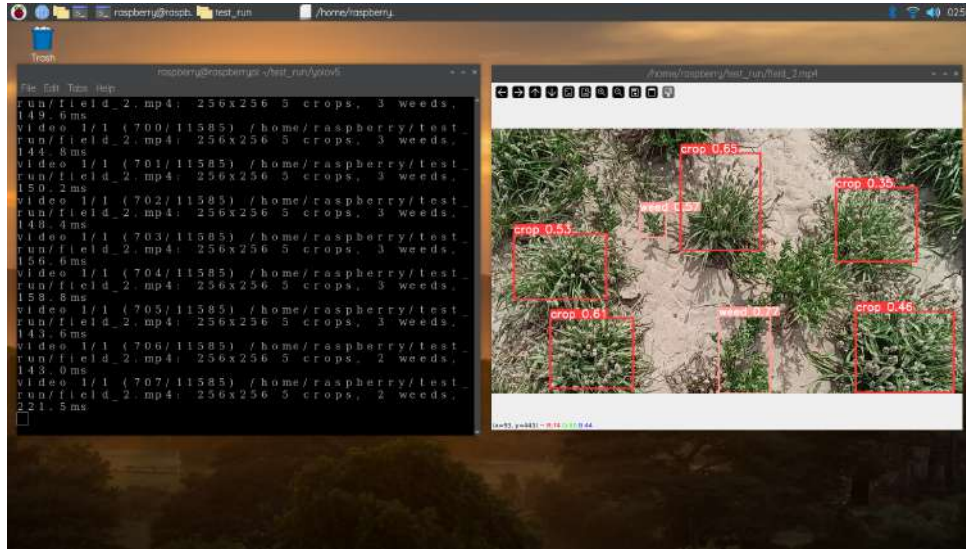 raspberry@raspb.
test_run
/home/raspberry.
025
Trash
raspberry@raspberrypi: ~/test_run/yolov5
File Edit Tabs Help
run/field_2.mp4: 256x256 5 crops, 3 weeds,
149.6ms
video 1/1 (700/11585) /home/raspberry/test_
run/field_2.mp4: 256x256 5 crops, 3 weeds,
144.8ms
video 1/1 (701/11585) /home/raspberry/test_
run/field_2.mp4: 256x256 5 crops, 3 weeds,
150.2ms
video 1/1 (702/11585) /home/raspberry/test_
run/field_2.mp4: 256x256 5 crops, 3 weeds,
148.4ms
video 1/1 (703/11585) /home/raspberry/test_
run/field_2.mp4: 256x256 5 crops, 3 weeds,
156.6ms
video 1/1 (704/11585) /home/raspberry/test_
run/field_2.mp4: 256x256 5 crops, 3 weeds,
158.8ms
video 1/1 (705/11585) /home/raspberry/test_
run/field_2.mp4: 256x256 5 crops, 3 weeds,
143.6ms
video 1/1 (706/11585) /home/raspberry/test_
run/field_2.mp4: 256x256 5 crops, 2 weeds,
143.0ms
video 1/1 (707/11585) /home/raspberry/test_
run/field_2.mp4: 256x256 5 crops, 2 weeds,
221.5ms
/home/raspberry/test_run/field_2.mp4
crop 0.65
crop 0.35
weed 0.57
crop 0.53
crop 0.61
weed 0.72
crop 0.46